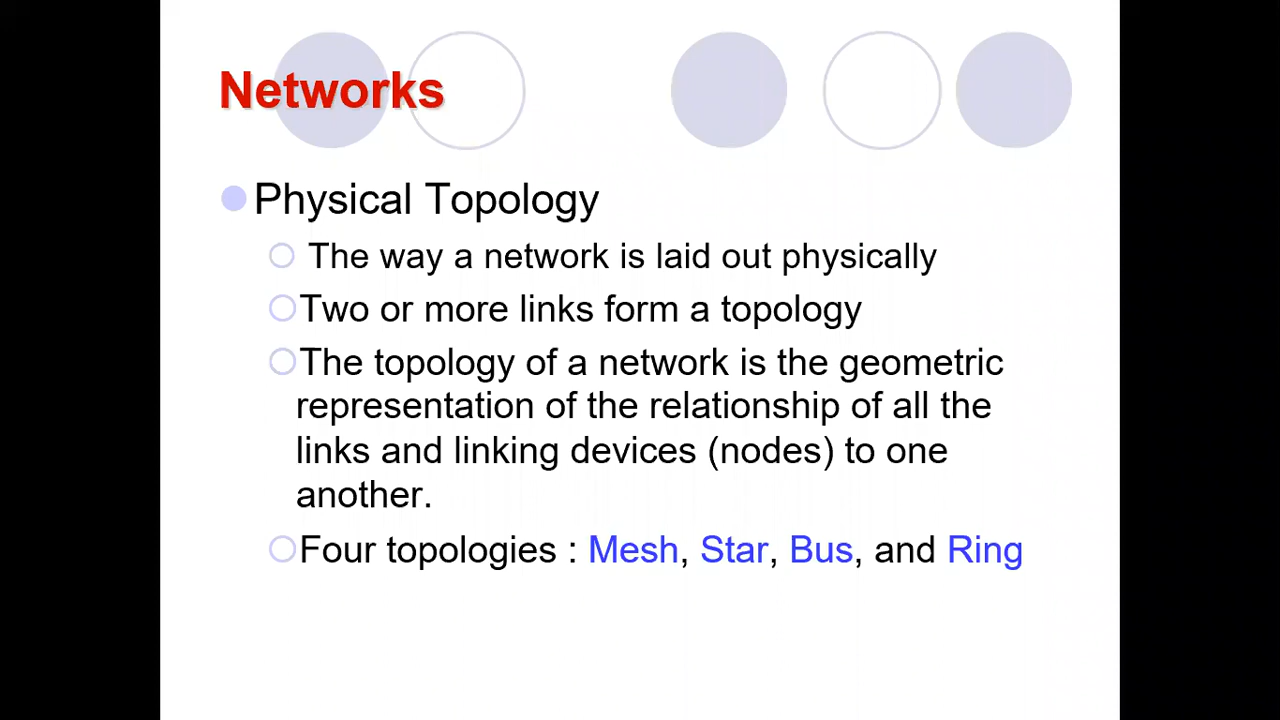 Networks
Physical Topology
The way a network is laid out physically
Two or more links form a topology
The topology of a network is the geometric
representation of the relationship of all the
links and linking devices (nodes) to one
another.
Four topologies : Mesh, Star, Bus, and Ring